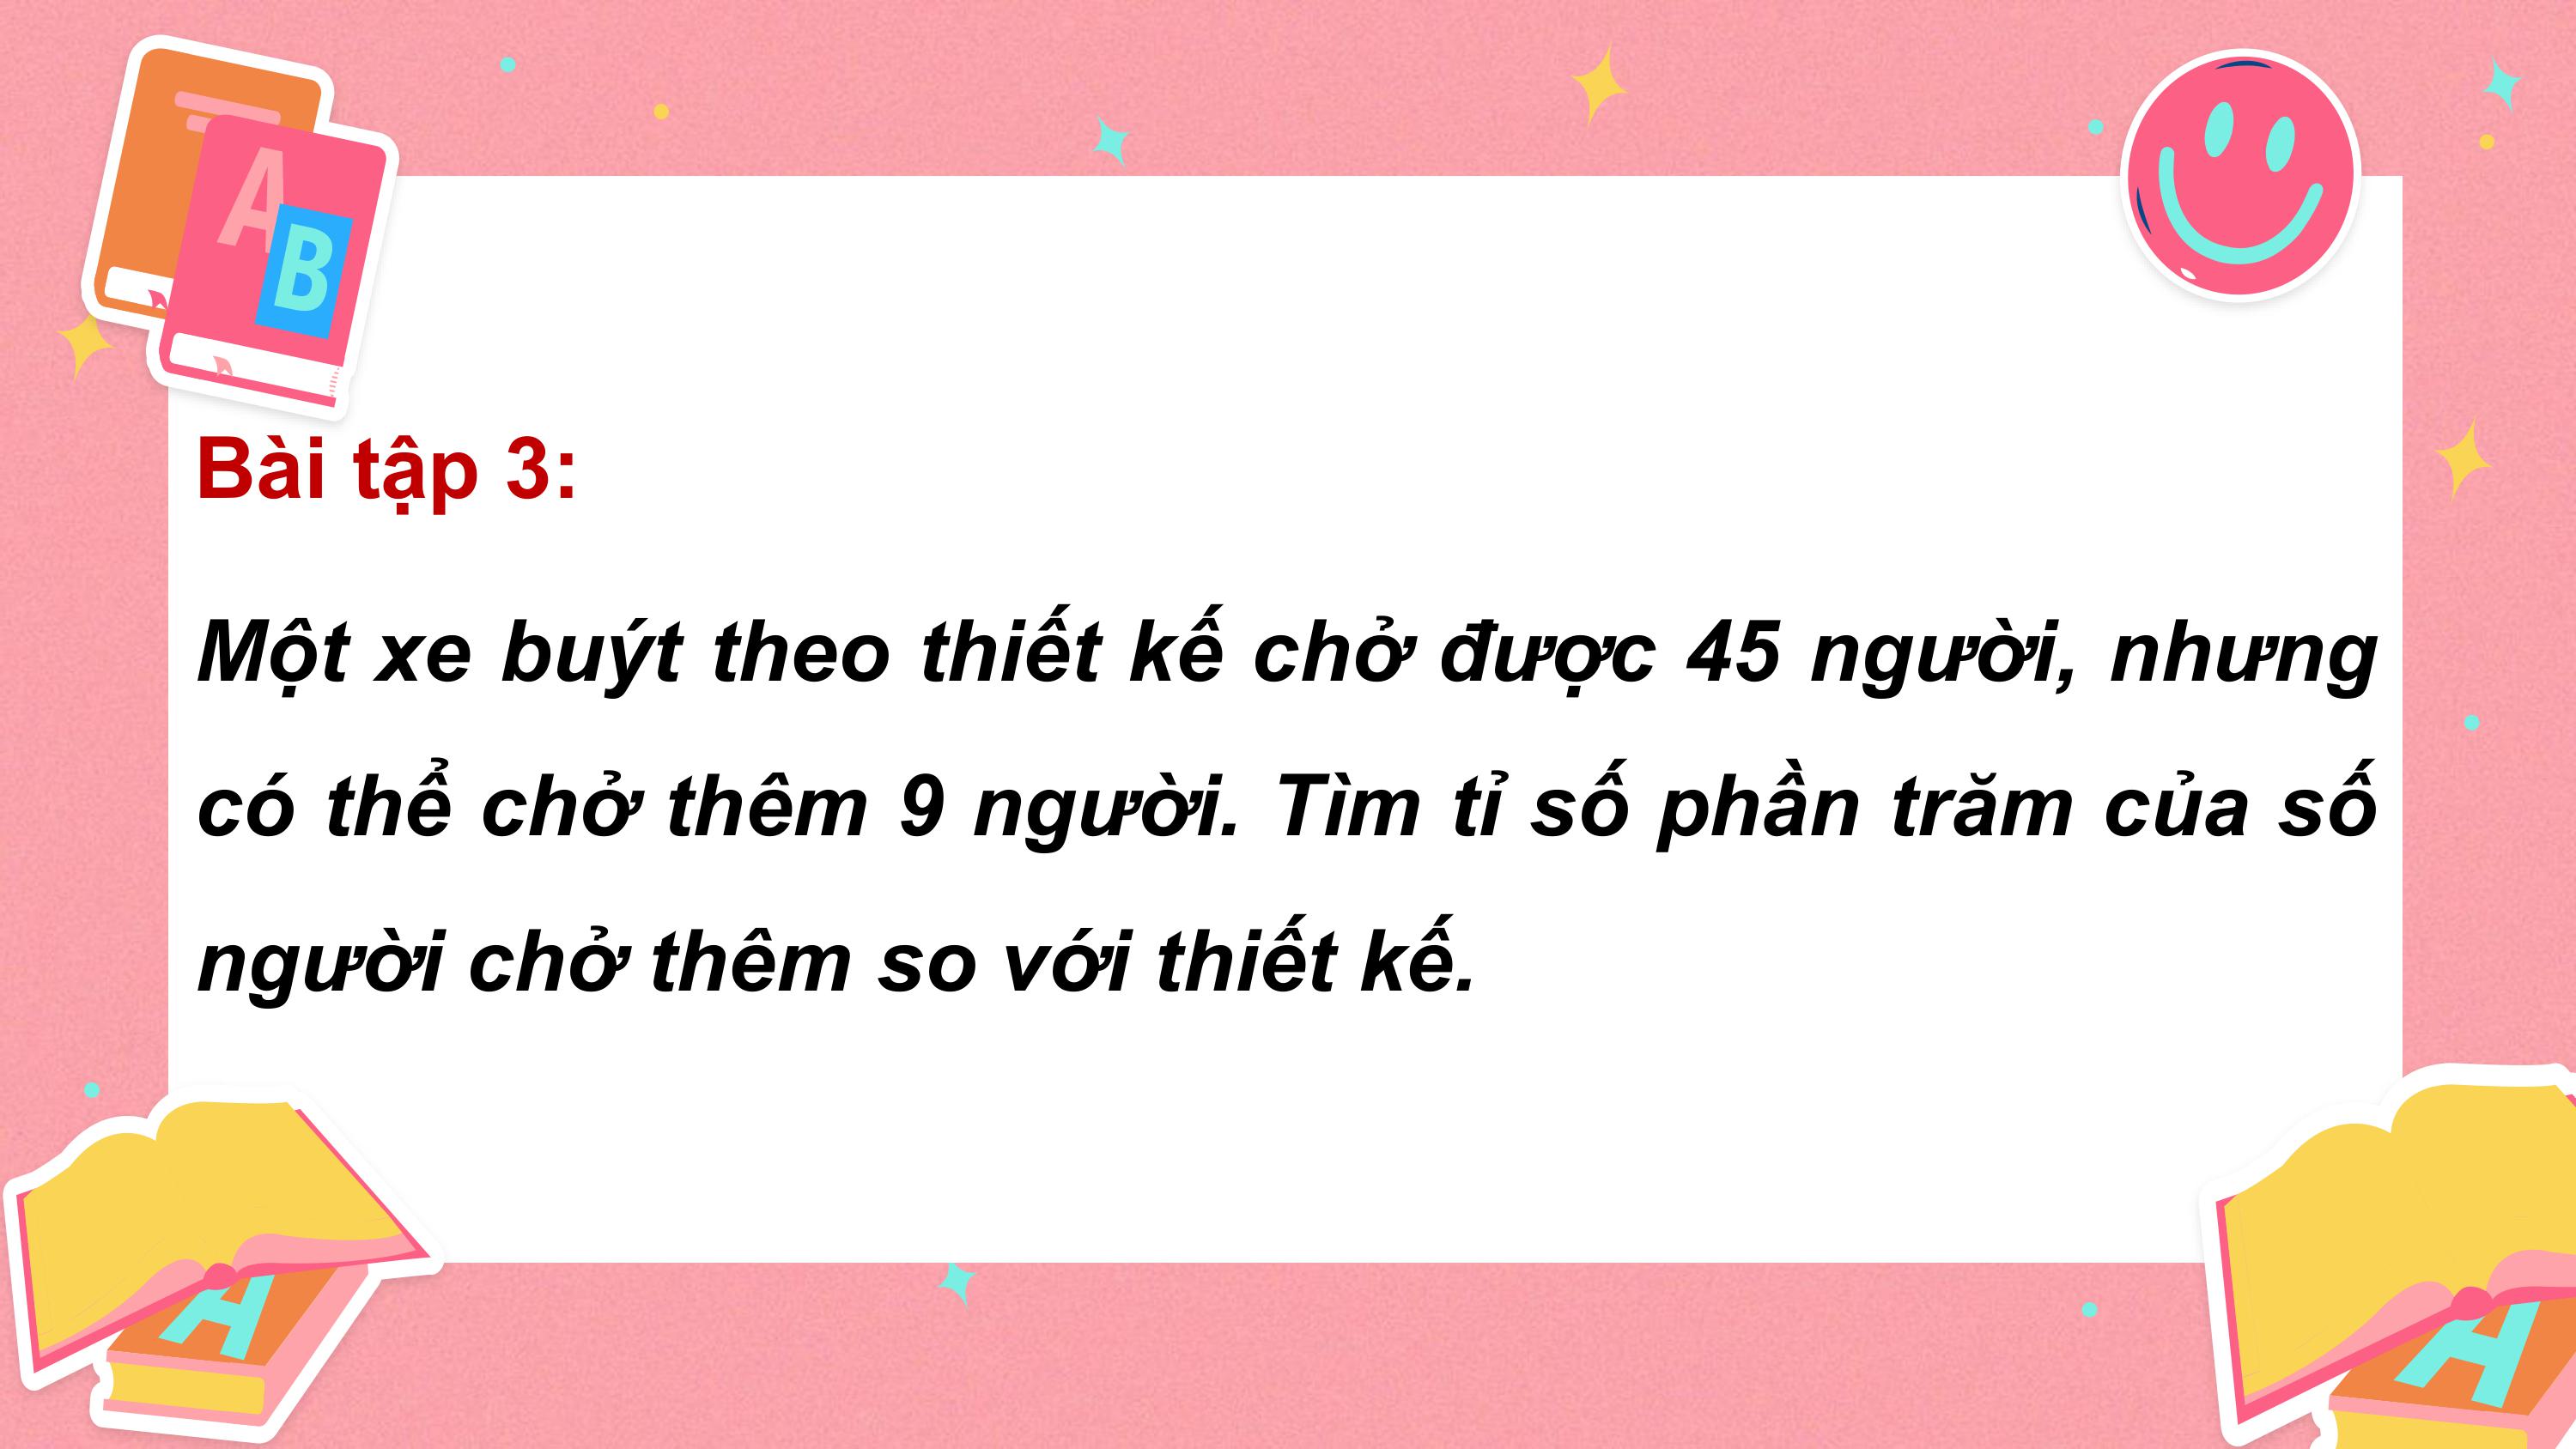 A
B
Bài tập 3:
Một xe buýt theo thiết kế chở được 45 người, nhưng
có thể chở thêm 9 người. Tìm tỉ số phần trăm của số
người chở thêm so với thiết kế.
A
A